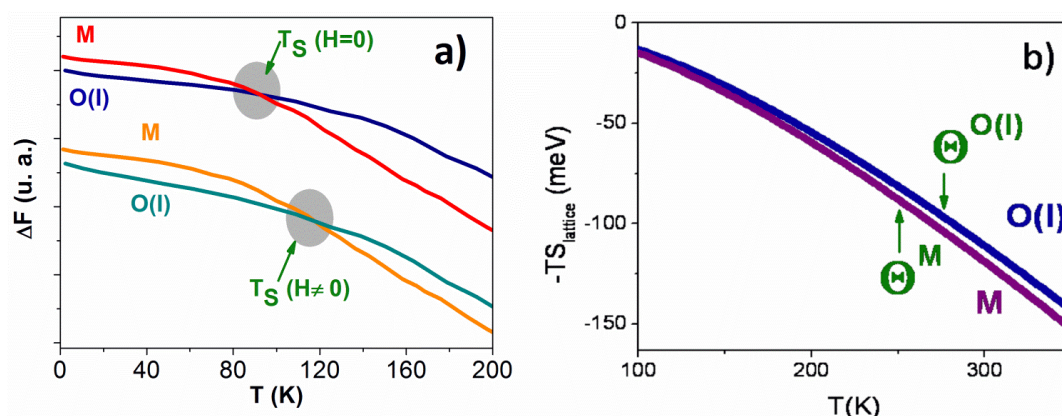 M
T_S (H=0)
a)
O(I)
M
O(I)
T_S (H≠ 0)
ΔF (u. a.)
0 40 80 120 160 200
T (K)
b)
0
-50
-100
-150
-TS_lattice (meV)
Θ O(I)
Θ M
O(I)
M
100 200 300
T(K)